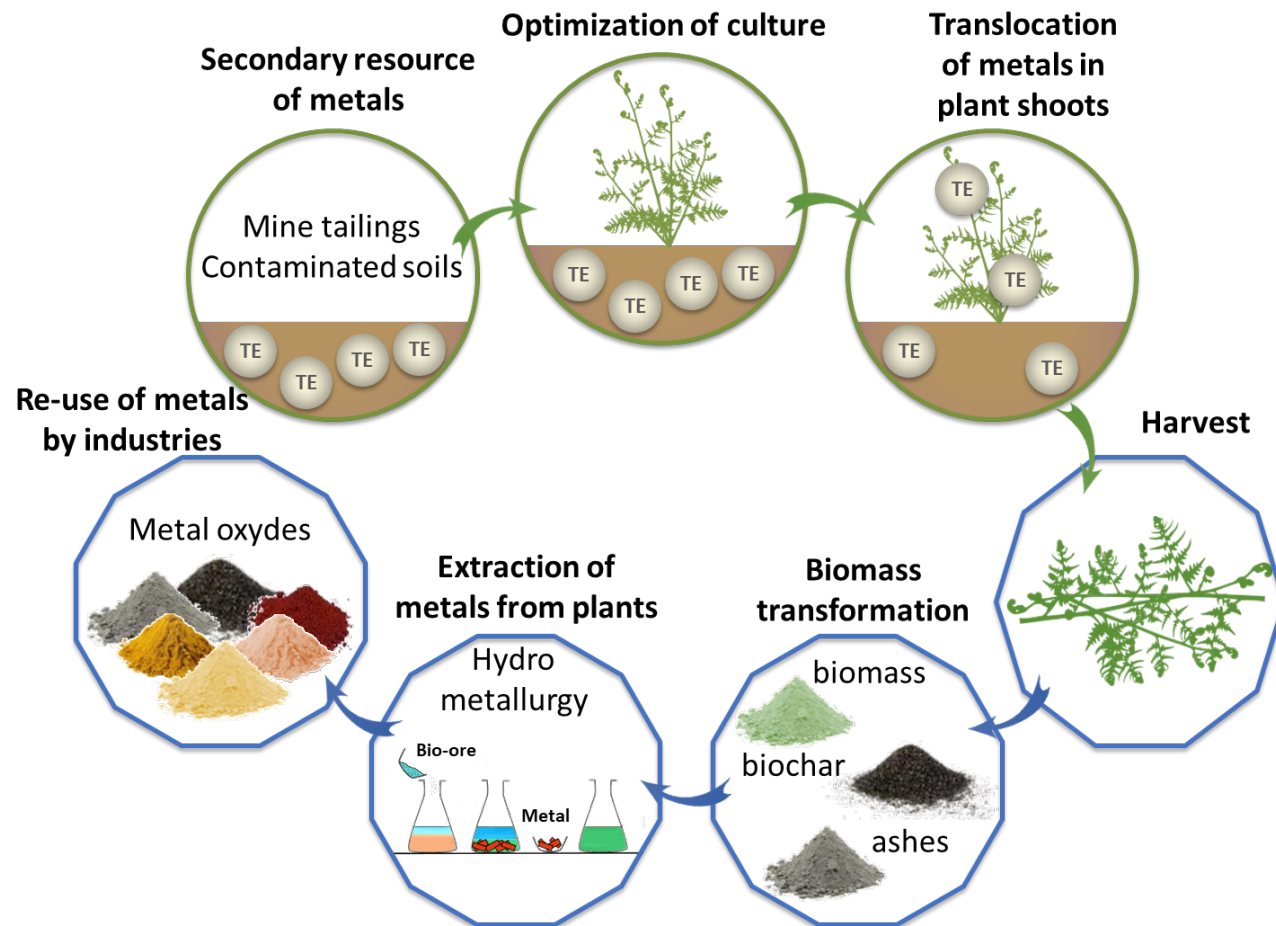 Secondary resource
of metals
Mine tailings
Contaminated soils
TE
TE
TE
TE
Optimization of culture
TE
TE
TE
TE
Translocation
of metals in
plant shoots
TE
TE
TE
TE
Harvest
Biomass
transformation
biomass
biochar
ashes
Extraction of
metals from plants
Hydro
metallurgy
Bio-ore
Metal
Re-use of metals
by industries
Metal oxydes